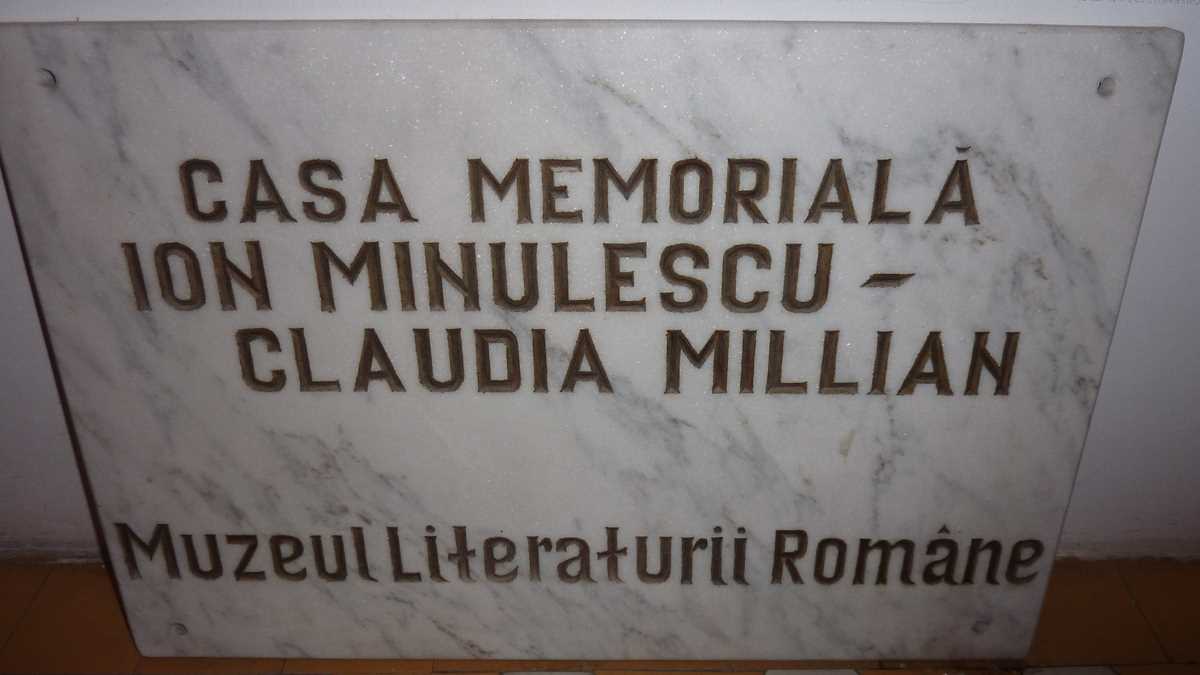 CASA MEMORIALĂ
ION MINULESCU –
CLAUDIA MILLIAN
Muzeul Literaturii Române